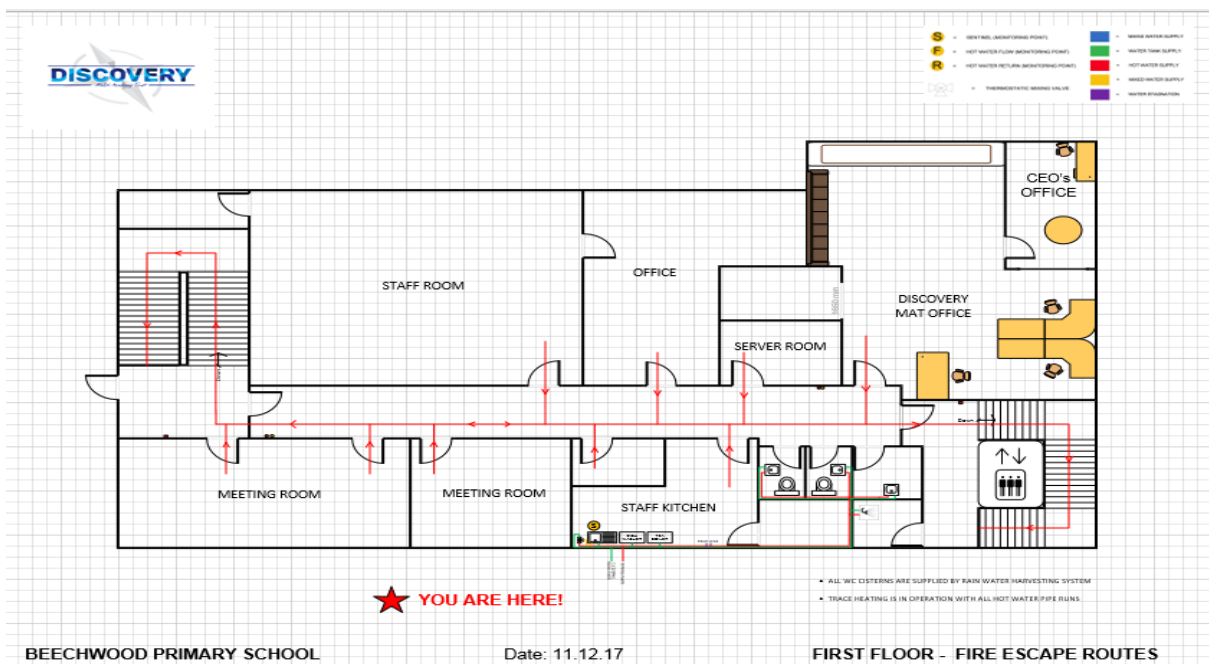 DISCOVERY
S = SENTINEL (MONITORING POINT)
F = HOT WATER FLOW (MONITORING POINT)
R = HOT WATER RETURN (MONITORING POINT)
= THERMOSTATIC MIXING VALVE
= MAINS WATER SUPPLY
= WATER TANK SUPPLY
= HOT WATER SUPPLY
= MIXED WATER SUPPLY
= WATER STAGNATION
CEO's
OFFICE
STAFF ROOM
OFFICE
DISCOVERY
MAT OFFICE
1650 mm
SERVER ROOM
Down
Down
MEETING ROOM
MEETING ROOM
STAFF KITCHEN
S
• ALL WC CISTERNS ARE SUPPLIED BY RAIN WATER HARVESTING SYSTEM
• TRACE HEATING IS IN OPERATION WITH ALL HOT WATER PIPE RUNS
YOU ARE HERE!
BEECHWOOD PRIMARY SCHOOL
Date: 11.12.17
FIRST FLOOR - FIRE ESCAPE ROUTES